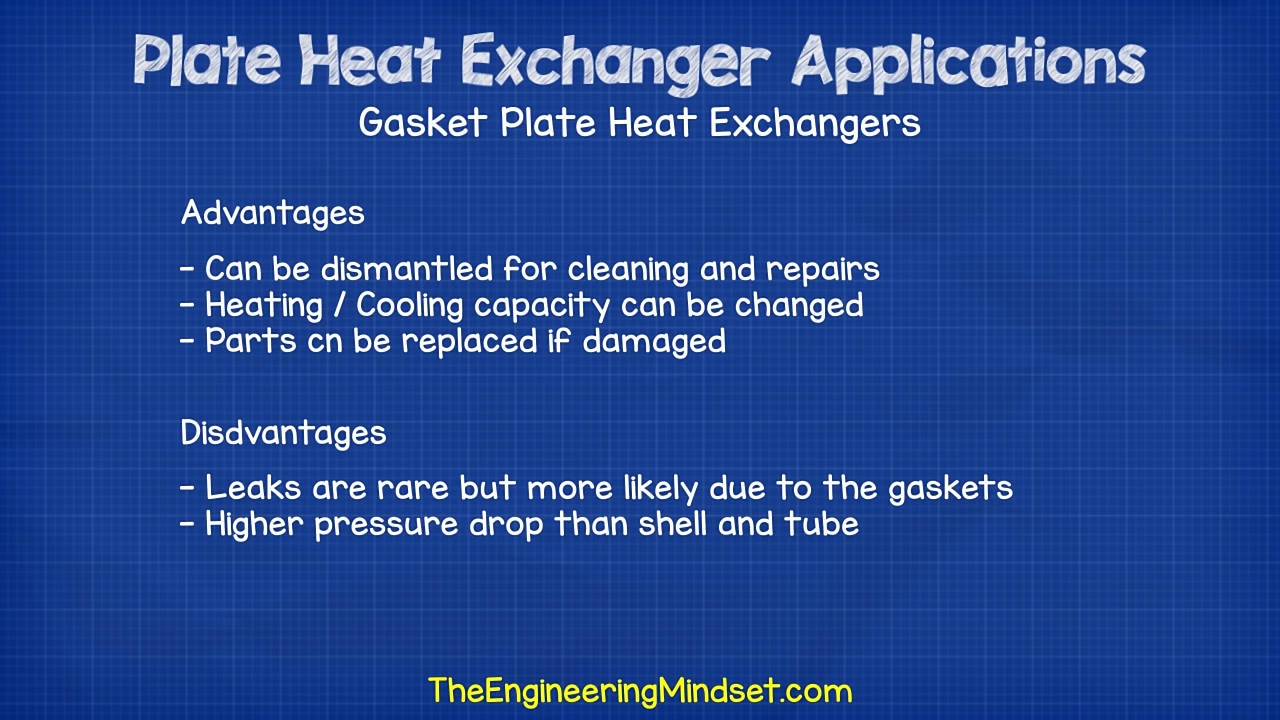 Plate Heat Exchanger Applications
Gasket Plate Heat Exchangers
Advantages
- Can be dismantled for cleaning and repairs
- Heating / Cooling capacity can be changed
- Parts cn be replaced if damaged
Disdvantages
- Leaks are rare but more likely due to the gaskets
- Higher pressure drop than shell and tube
TheEngineeringMindset.com